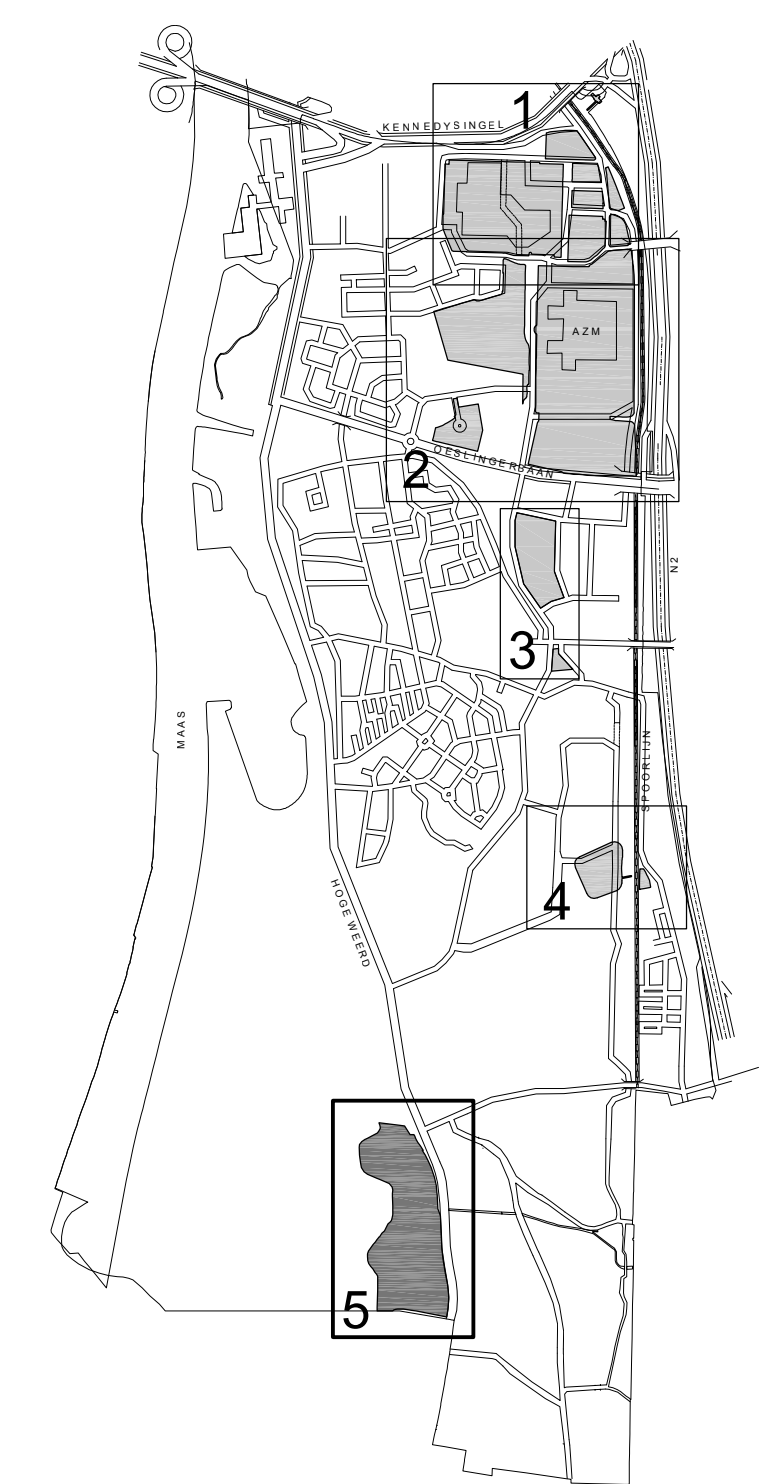 1
KENNEDYSINGEL
AZM
OESLINGERBAAN
2
N2
3
MAAS
SPOORLIJN
4
HOGE WEERD
5